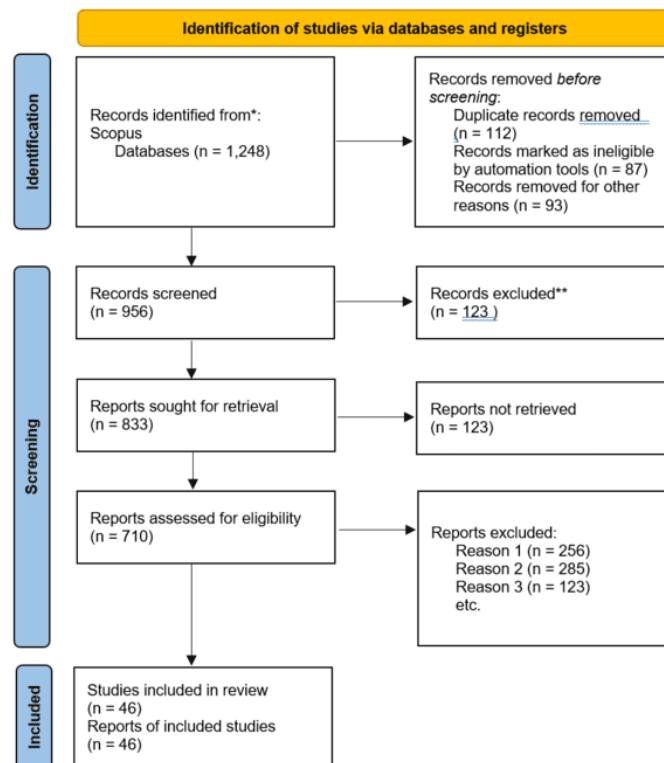 Identification of studies via databases and registers
Identification
Records identified from*:
Scopus
Databases (n = 1,248)
Records removed before
screening:
Duplicate records removed
(n = 112)
Records marked as ineligible
by automation tools (n = 87)
Records removed for other
reasons (n = 93)
Screening
Records screened
(n = 956)
Records excluded**
(n = 123 )
Reports sought for retrieval
(n = 833)
Reports not retrieved
(n = 123)
Reports assessed for eligibility
(n = 710)
Reports excluded:
Reason 1 (n = 256)
Reason 2 (n = 285)
Reason 3 (n = 123)
etc.
Included
Studies included in review
(n = 46)
Reports of included studies
(n = 46)